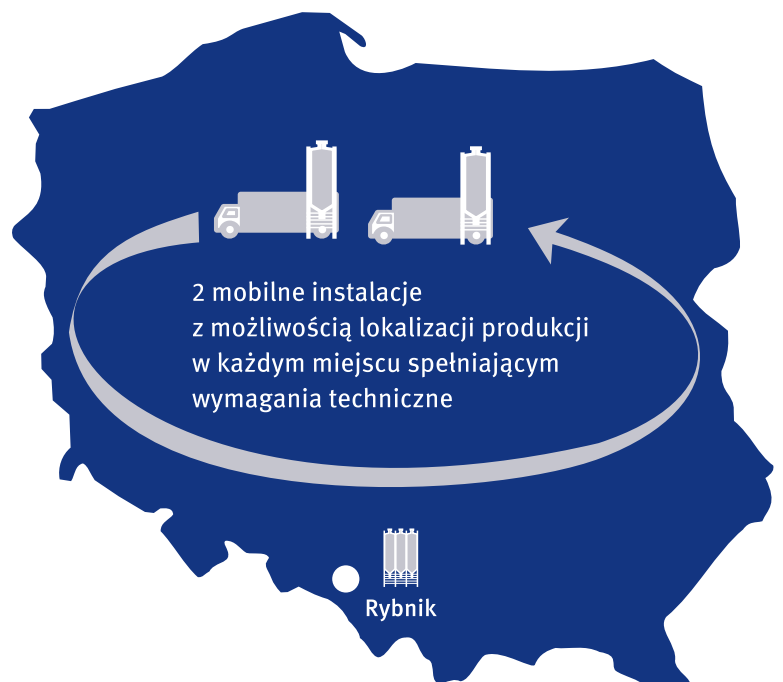 2 mobilne instalacje
z możliwością lokalizacji produkcji
w każdym miejscu spełniającym
wymagania techniczne
Rybnik